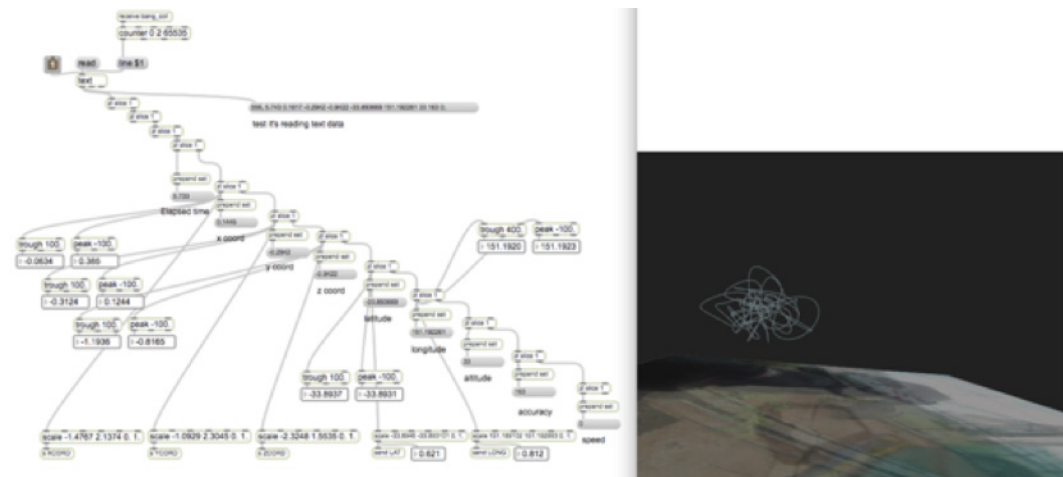 receive bang_coll
counter 0 2 65535
read
line $1
text
zl slice 1
test it's reading text data
zl slice 1
zl slice 1
zl slice 1
prepend set
zl slice 1
Elapsed time
prepend set
zl slice 1
x coord
prepend set
zl slice 1
y coord
prepend set
z coord
zl slice 1
prepend set
latitude
zl slice 1
prepend set
longitude
zl slice 1
prepend set
altitude
zl slice 1
prepend set
accuracy
zl slice 1
prepend set
speed
trough 100.
peak -100.
-0.0634
0.385
trough 100.
peak -100.
-0.3124
0.1244
trough 100.
peak -100.
-1.1936
-0.8165
trough 400.
peak -100.
151.1920
151.1923
trough 100.
peak -100.
-33.8937
-33.8931
scale -1.4767 2.1374 0. 1.
scale -1.0929 2.3045 0. 1.
scale -2.3248 1.5535 0. 1.
s XCORD
s YCORD
s ZCORD
send LAT
0.621
send LONG
0.812